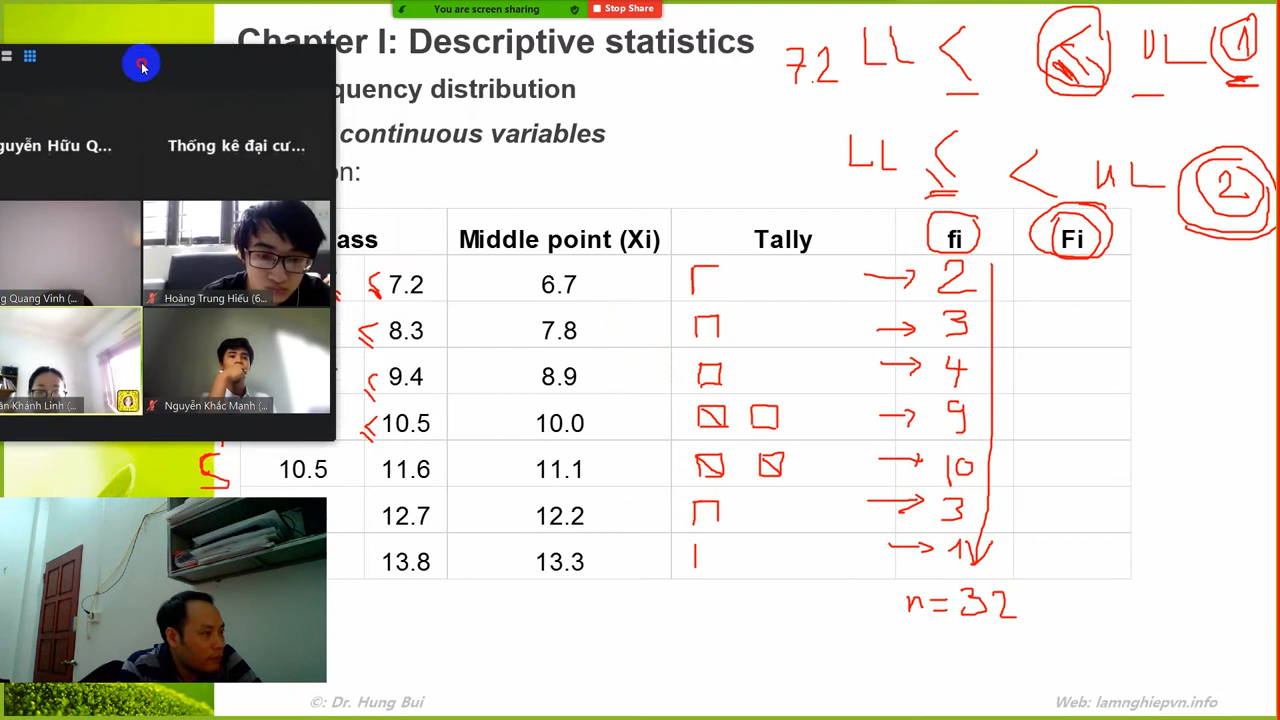 You are screen sharing
Stop Share
Chapter I: Descriptive statistics
quency distribution
continuous variables
on:
7.2 LL < ≤ UL 1
LL ≤ < UL 2
guyễn Hữu Q...
Thống kê đại cư...
g Quang Vinh (...
Hoàng Trung Hiếu (6...
ân Khánh Linh (...
Nguyễn Khắc Mạnh (...
ass Middle point (Xi) Tally fi Fi
≤ 7.2 6.7 → 2
≤ 8.3 7.8 → 3
≤ 9.4 8.9 → 4
≤ 10.5 10.0 → 9
10.5 11.6 11.1 → 10
12.7 12.2 → 3
13.8 13.3 → 1
n = 32
©: Dr. Hung Bui
Web: lamnghiepvn.info